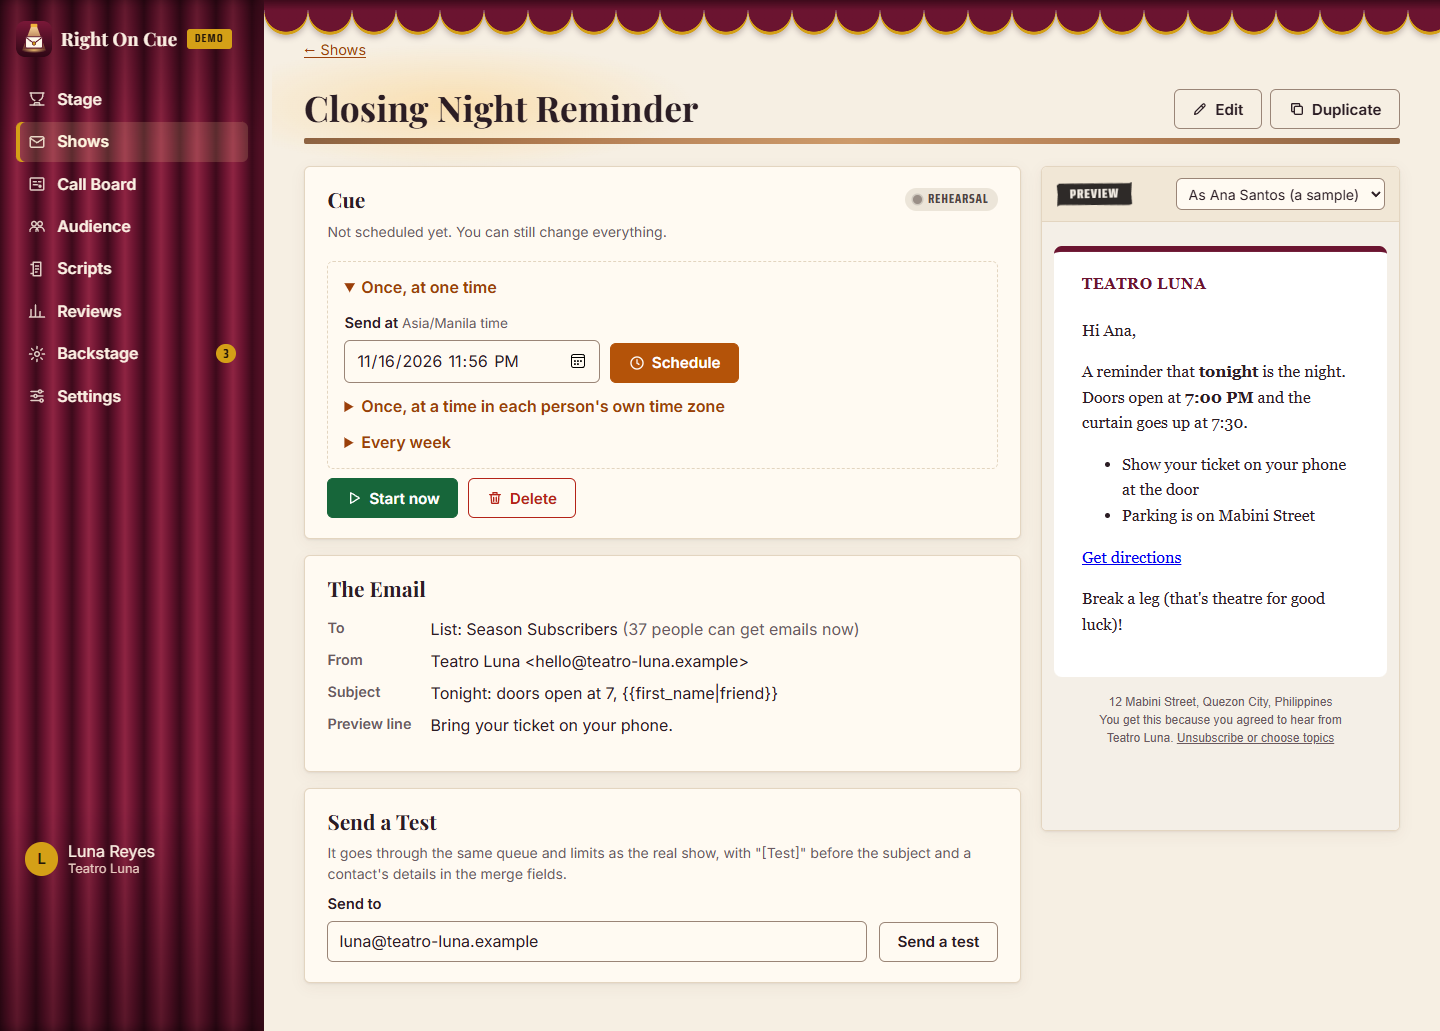 Right On Cue DEMO
Stage
Shows
Call Board
Audience
Scripts
Reviews
Backstage 3
Settings
L
Luna Reyes
Teatro Luna
← Shows
Closing Night Reminder
Edit
Duplicate
Cue
REHEARSAL
Not scheduled yet. You can still change everything.
▼ Once, at one time
Send at Asia/Manila time
11/16/2026 11:56 PM
Schedule
▶ Once, at a time in each person's own time zone
▶ Every week
Start now
Delete
The Email
To List: Season Subscribers (37 people can get emails now)
From Teatro Luna <hello@teatro-luna.example>
Subject Tonight: doors open at 7, {{first_name|friend}}
Preview line Bring your ticket on your phone.
Send a Test
It goes through the same queue and limits as the real show, with "[Test]" before the subject and a
contact's details in the merge fields.
Send to
luna@teatro-luna.example
Send a test
PREVIEW
As Ana Santos (a sample)
TEATRO LUNA
Hi Ana,
A reminder that tonight is the night.
Doors open at 7:00 PM and the
curtain goes up at 7:30.
• Show your ticket on your phone
at the door
• Parking is on Mabini Street
Get directions
Break a leg (that's theatre for good
luck)!
12 Mabini Street, Quezon City, Philippines
You get this because you agreed to hear from
Teatro Luna. Unsubscribe or choose topics